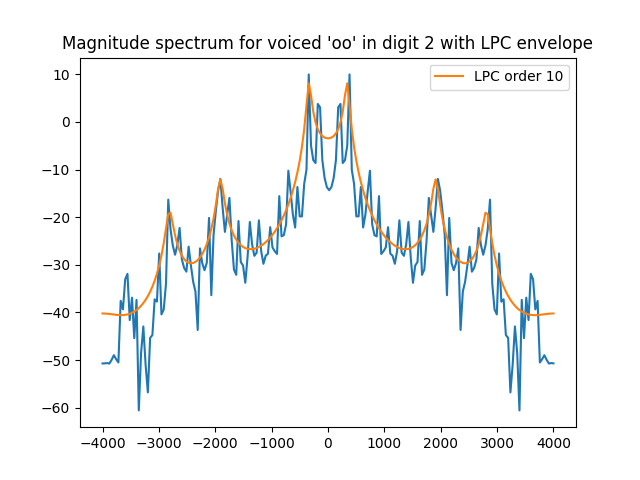 Magnitude spectrum for voiced 'oo' in digit 2 with LPC envelope
LPC order 10
10
0
−10
−20
−30
−40
−50
−60
−4000 −3000 −2000 −1000 0 1000 2000 3000 4000